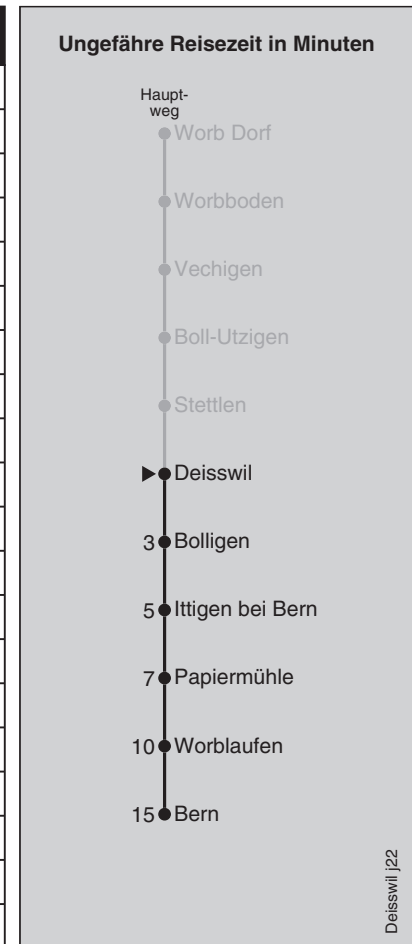 Ungefähre Reisezeit in Minuten
Haupt-
weg
Worb Dorf
Worbboden
Vechigen
Boll-Utzigen
Stettlen
Deisswil
3 Bolligen
5 Ittigen bei Bern
7 Papiermühle
10 Worblaufen
15 Bern
Deisswil j22